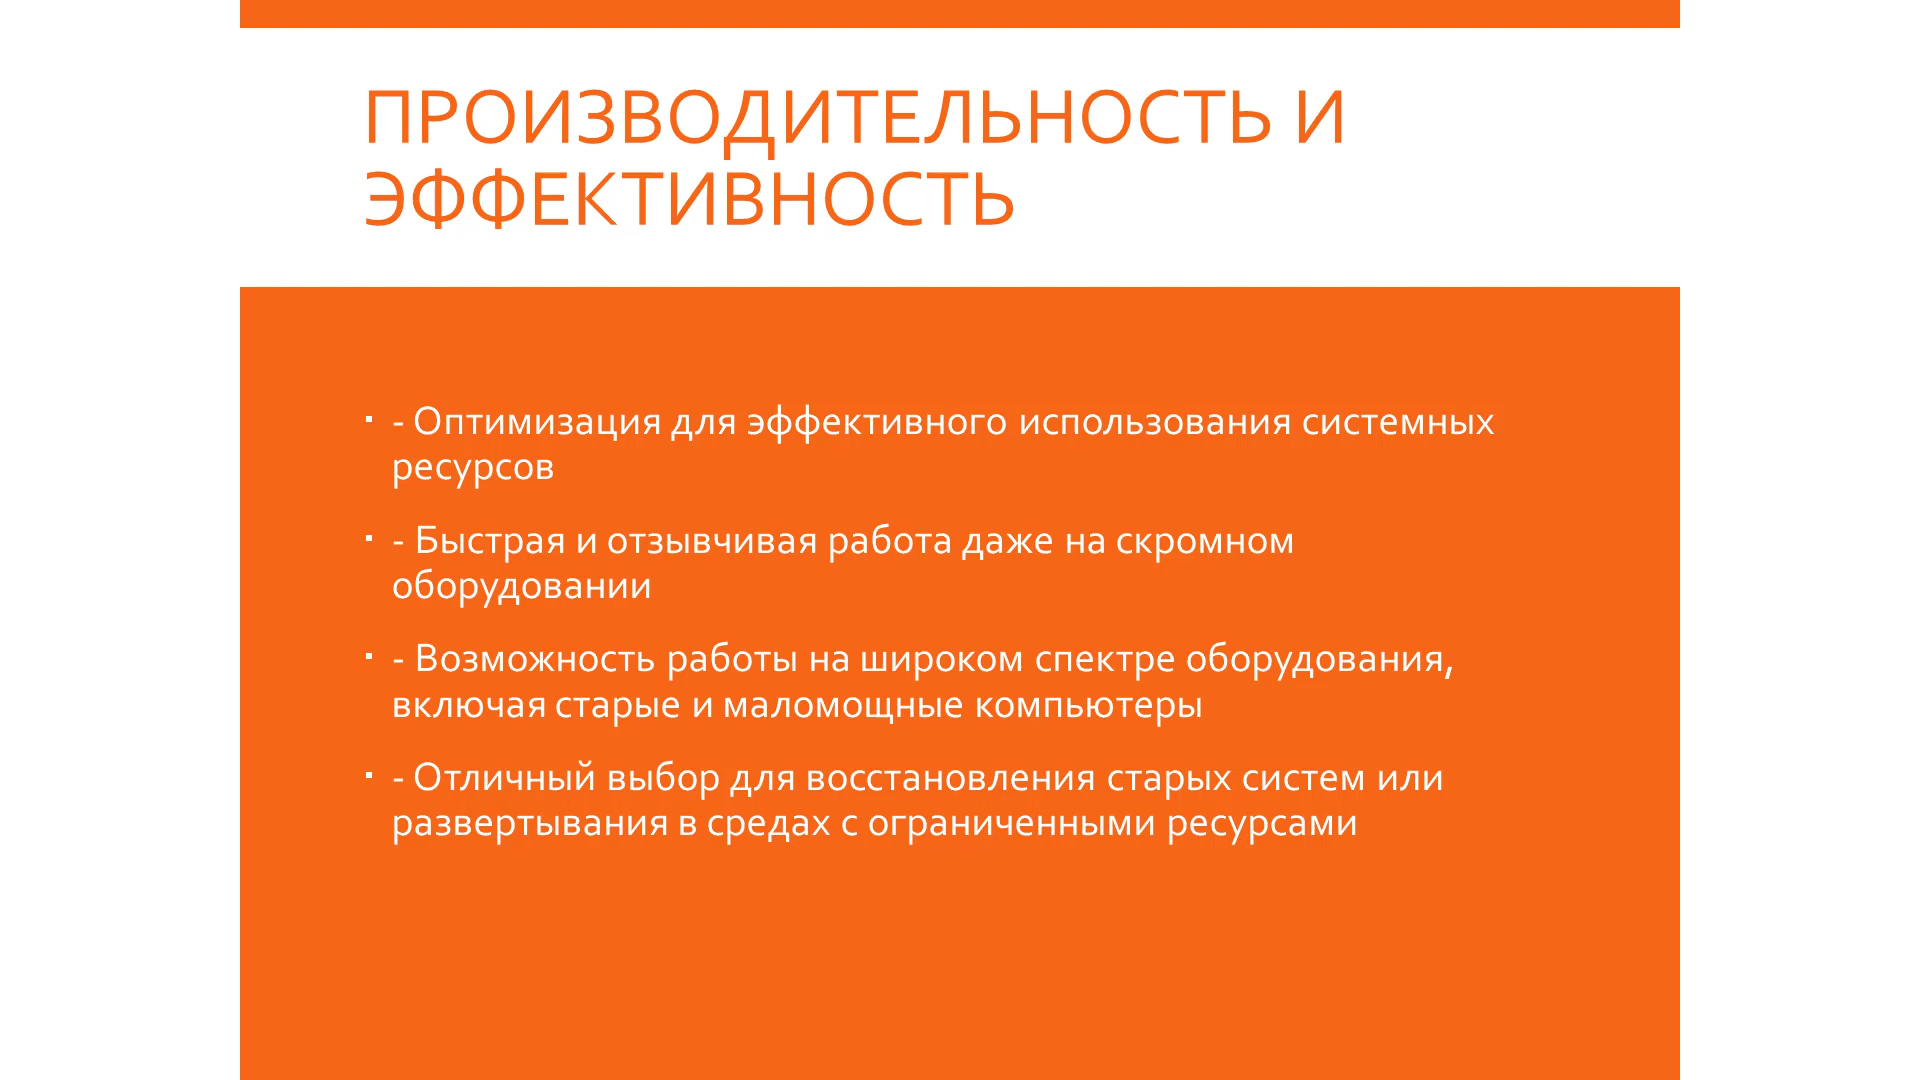 ПРОИЗВОДИТЕЛЬНОСТЬ И
ЭФФЕКТИВНОСТЬ
▪ - Оптимизация для эффективного использования системных
ресурсов
▪ - Быстрая и отзывчивая работа даже на скромном
оборудовании
▪ - Возможность работы на широком спектре оборудования,
включая старые и маломощные компьютеры
▪ - Отличный выбор для восстановления старых систем или
развертывания в средах с ограниченными ресурсами